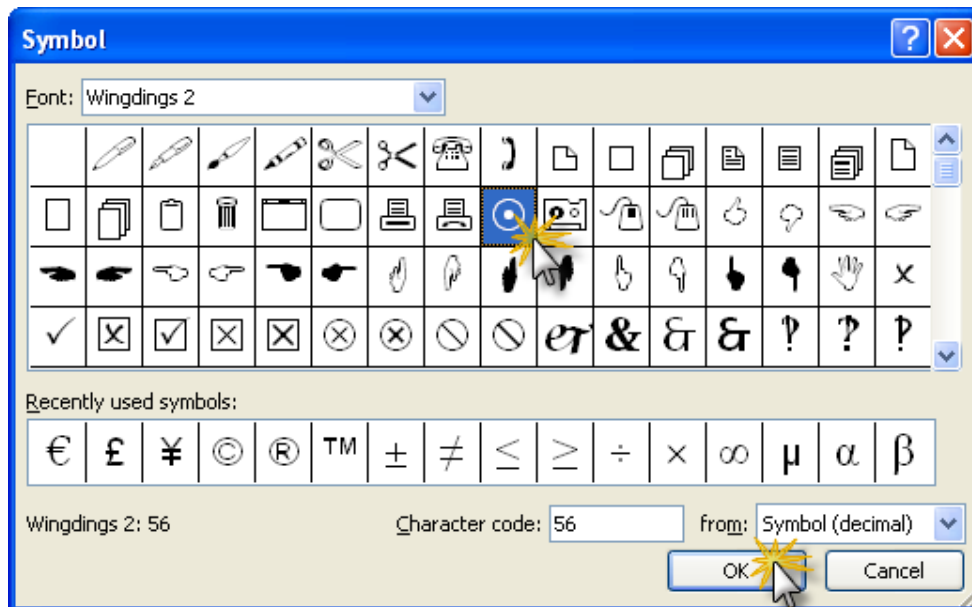 Symbol
Font: Wingdings 2
Recently used symbols:
€ £ ¥ © ® ™ ± ≠ ≤ ≥ ÷ × ∞ µ α β
Wingdings 2: 56 Character code: 56 from: Symbol (decimal)
OK Cancel